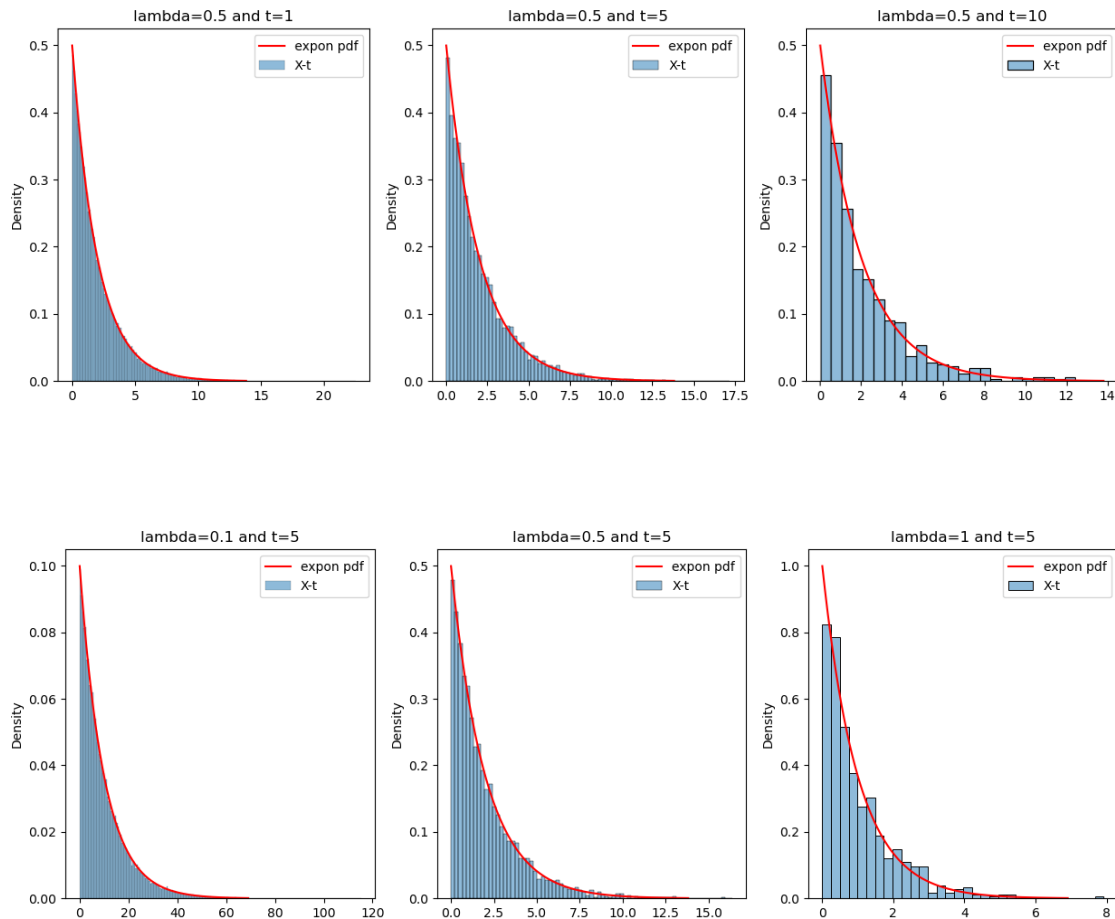 lambda=0.5 and t=1
expon pdf
X-t
Density
0.5
0.4
0.3
0.2
0.1
0.0
0 5 10 15 20
lambda=0.5 and t=5
expon pdf
X-t
Density
0.5
0.4
0.3
0.2
0.1
0.0
0.0 2.5 5.0 7.5 10.0 12.5 15.0 17.5
lambda=0.5 and t=10
expon pdf
X-t
Density
0.5
0.4
0.3
0.2
0.1
0.0
0 2 4 6 8 10 12 14
lambda=0.1 and t=5
expon pdf
X-t
Density
0.10
0.08
0.06
0.04
0.02
0.00
0 20 40 60 80 100 120
lambda=0.5 and t=5
expon pdf
X-t
Density
0.5
0.4
0.3
0.2
0.1
0.0
0.0 2.5 5.0 7.5 10.0 12.5 15.0
lambda=1 and t=5
expon pdf
X-t
Density
1.0
0.8
0.6
0.4
0.2
0.0
0 2 4 6 8